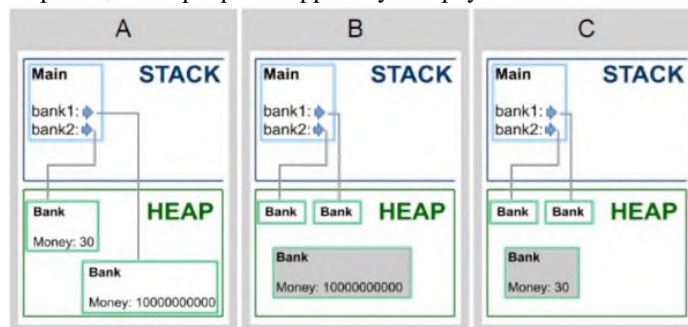 A
Main
STACK
bank1:
bank2:
Bank
HEAP
Money: 30
Bank
Money: 10000000000
B
Main
STACK
bank1:
bank2:
Bank
Bank
HEAP
Bank
Money: 10000000000
C
Main
STACK
bank1:
bank2:
Bank
Bank
HEAP
Bank
Money: 30